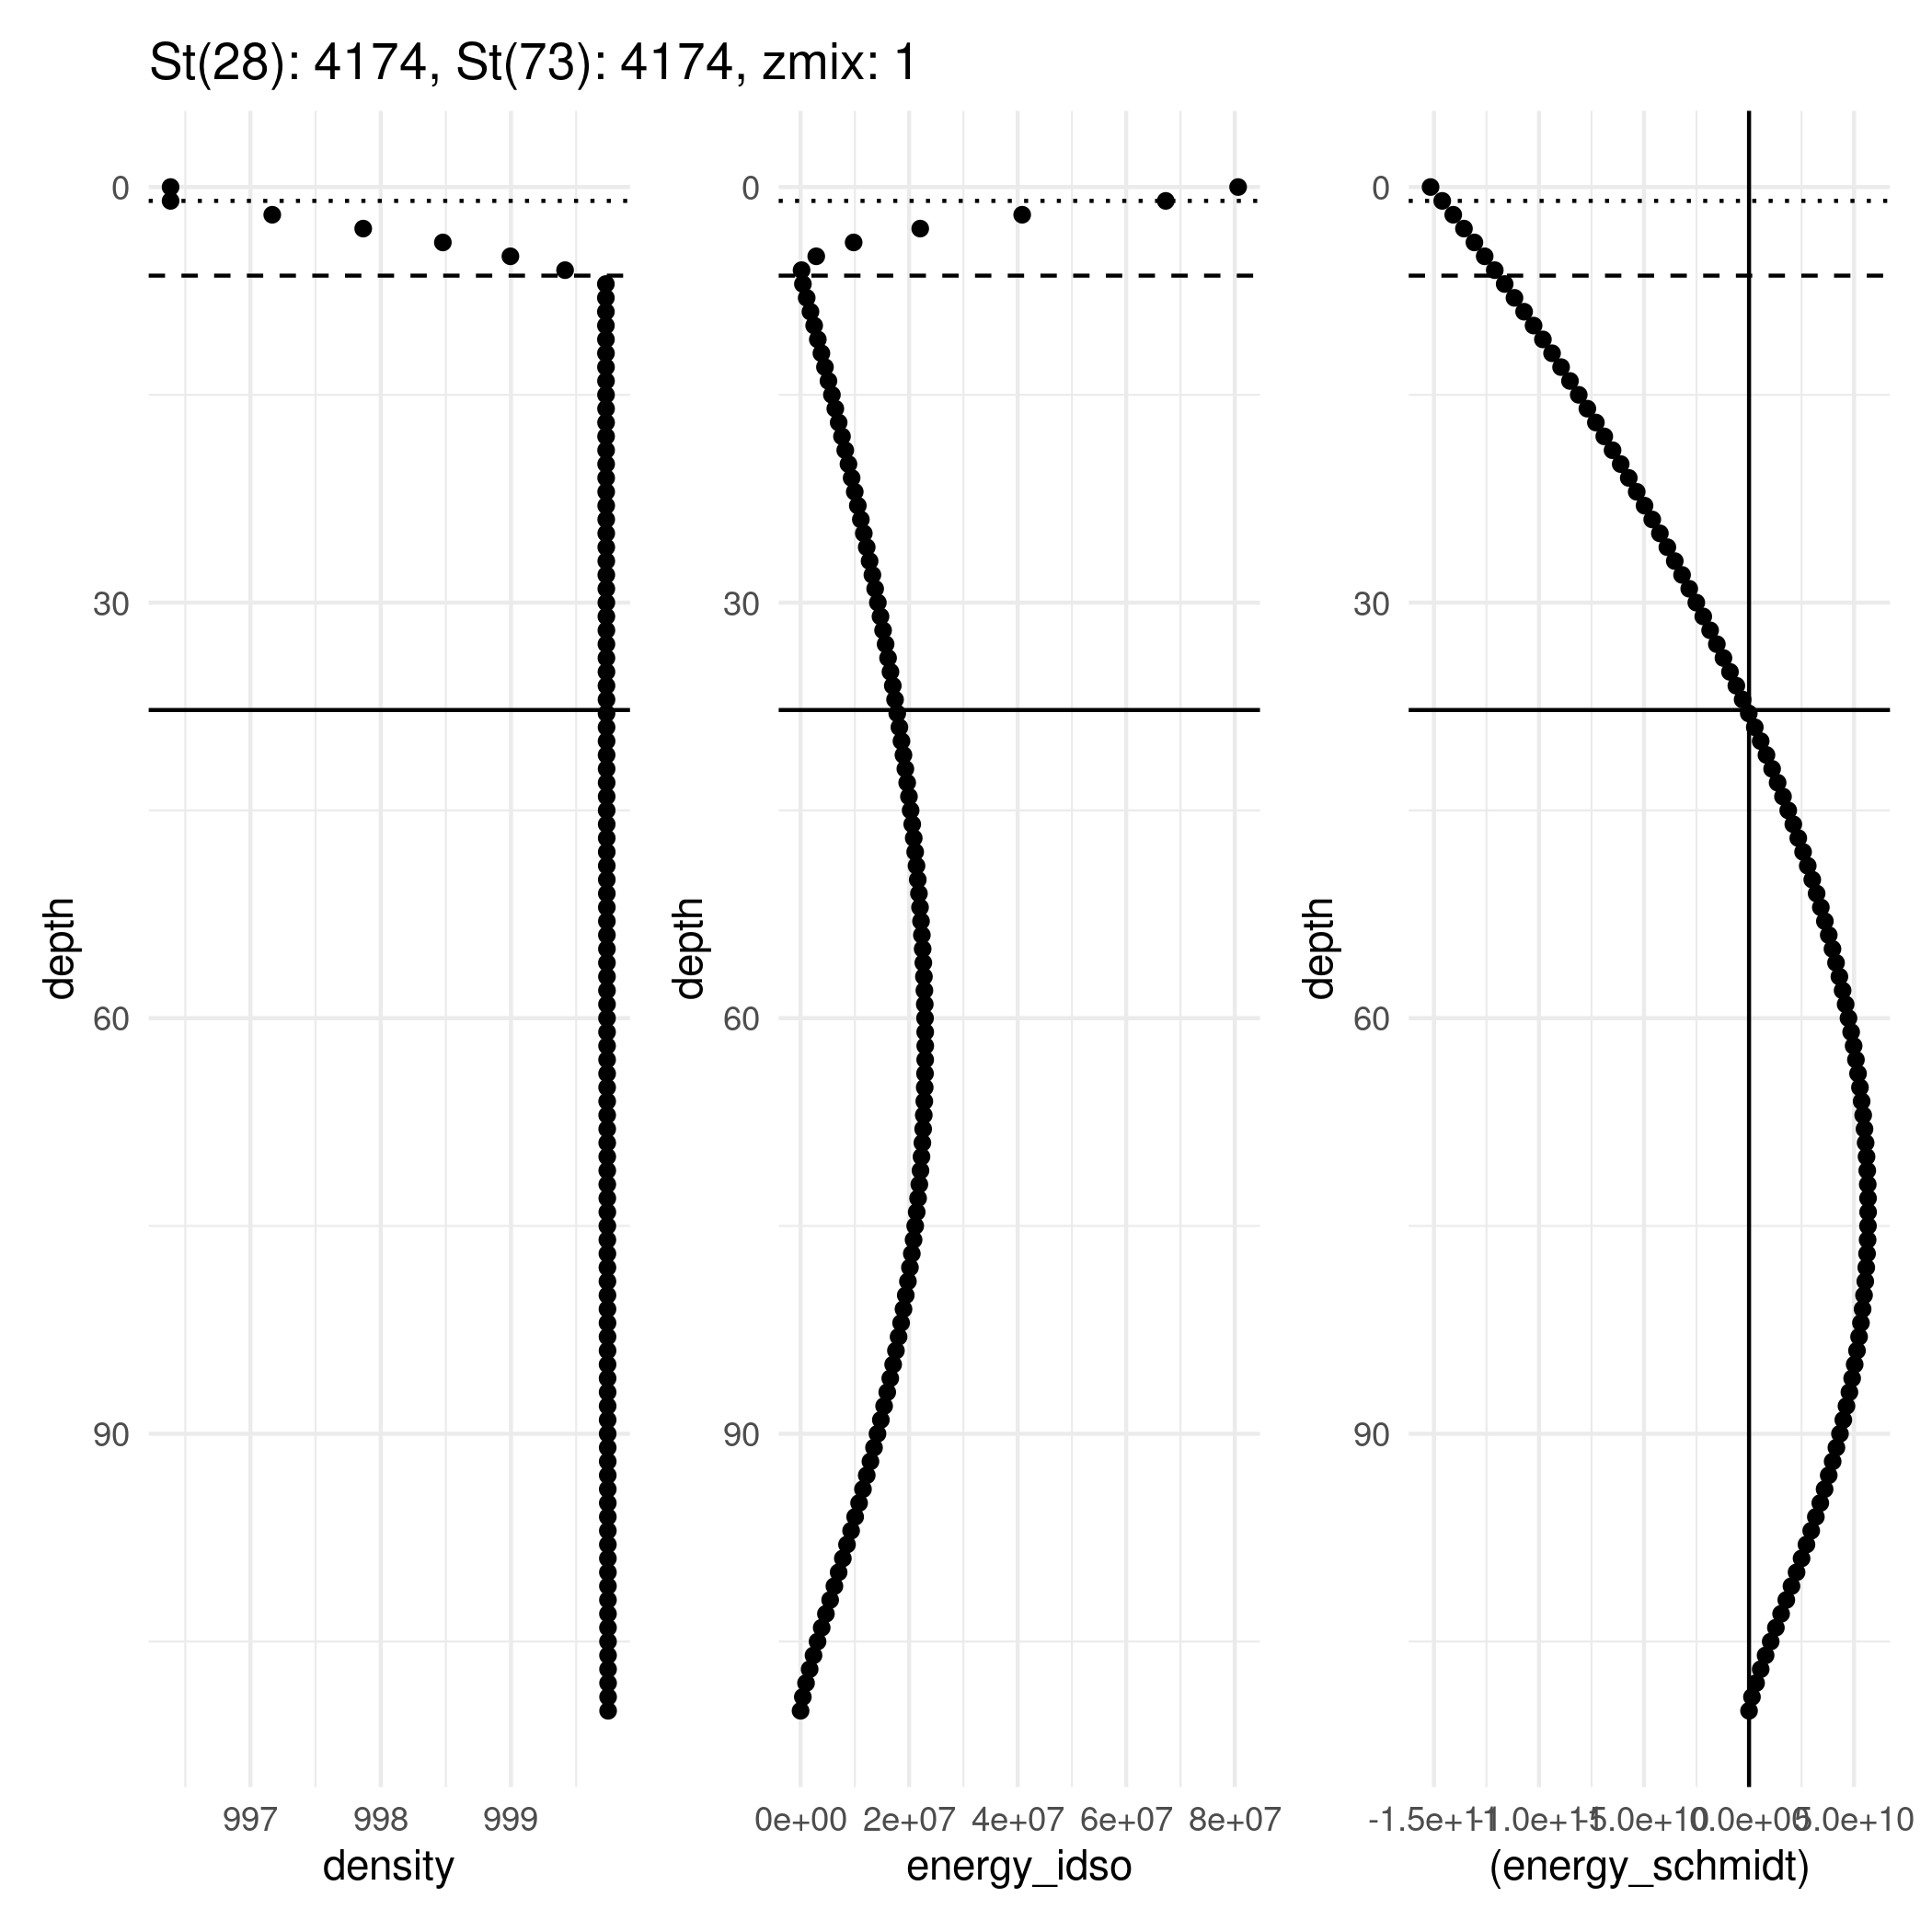 St(28): 4174, St(73): 4174, zmix: 1
depth
0
30
60
90
997 998 999
density
depth
0
30
60
90
0e+00 2e+07 4e+07 6e+07 8e+07
energy_idso
depth
0
30
60
90
-1.5e+11 -1.0e+11 -5.0e+10 0.0e+00 5.0e+10
(energy_schmidt)